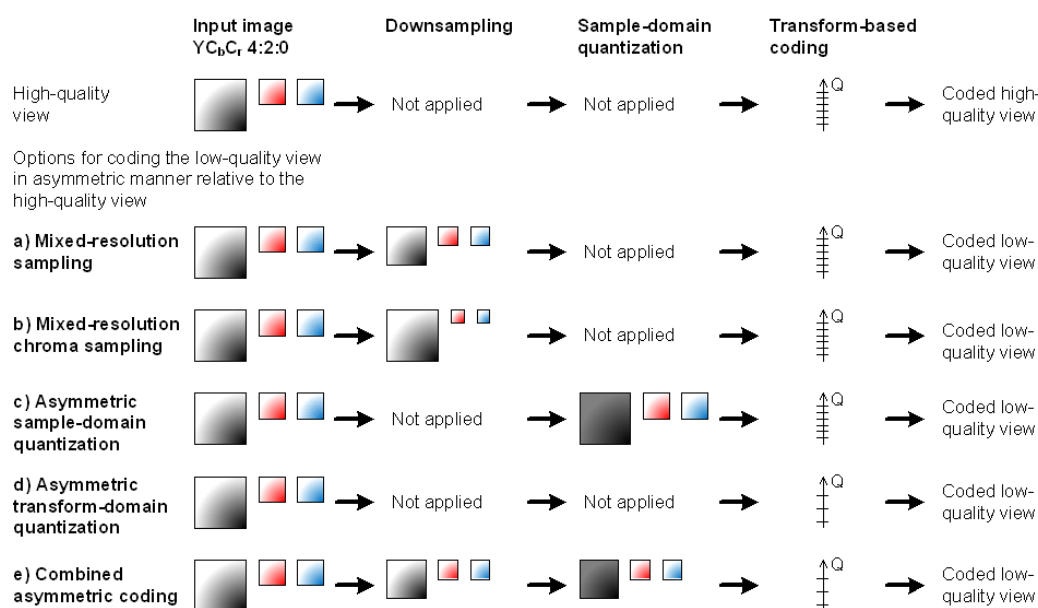 Input image Downsampling Sample-domain Transform-based
YCbCr 4:2:0 quantization coding
High-quality view
Not applied Not applied Q Coded high-quality view
Options for coding the low-quality view
in asymmetric manner relative to the
high-quality view
a) Mixed-resolution Q Coded low-
sampling Not applied quality view
b) Mixed-resolution Q Coded low-
chroma sampling Not applied quality view
c) Asymmetric Q Coded low-
sample-domain Not applied quality view
quantization
d) Asymmetric Q Coded low-
transform-domain Not applied Not applied quality view
quantization
e) Combined Q Coded low-
asymmetric coding quality view